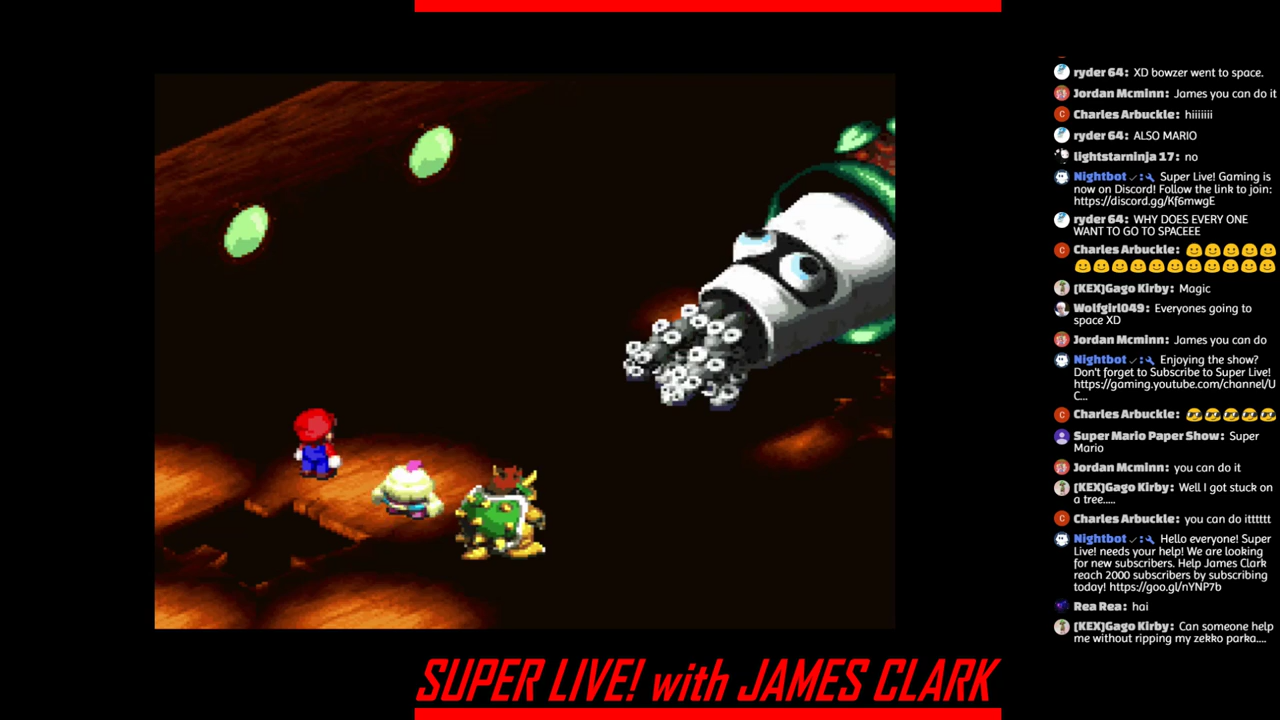 ryder 64: XD bowzer went to space.
Jordan Mcminn: James you can do it
Charles Arbuckle: hiiiiiii
ryder 64: ALSO MARIO
lightstarninja 17: no
Nightbot: Super Live! Gaming is
now on Discord! Follow the link to join:
https://discord.gg/Kf6mwgE
ryder 64: WHY DOES EVERY ONE
WANT TO GO TO SPACEEE
Charles Arbuckle:
[KEX]Gago Kirby: Magic
Wolfgirl049: Everyones going to
space XD
Jordan Mcminn: James you can do
Nightbot: Enjoying the show?
Don't forget to Subscribe to Super Live!
https://gaming.youtube.com/channel/U
C...
Charles Arbuckle:
Super Mario Paper Show: Super
Mario
Jordan Mcminn: you can do it
[KEX]Gago Kirby: Well I got stuck on
a tree.....
Charles Arbuckle: you can do itttttt
Nightbot: Hello everyone! Super
Live! needs your help! We are looking
for new subscribers. Help James Clark
reach 2000 subscribers by subscribing
today! https://goo.gl/nYNP7b
Rea Rea: hai
[KEX]Gago Kirby: Can someone help
me without ripping my zekko parka....
SUPER LIVE! with JAMES CLARK